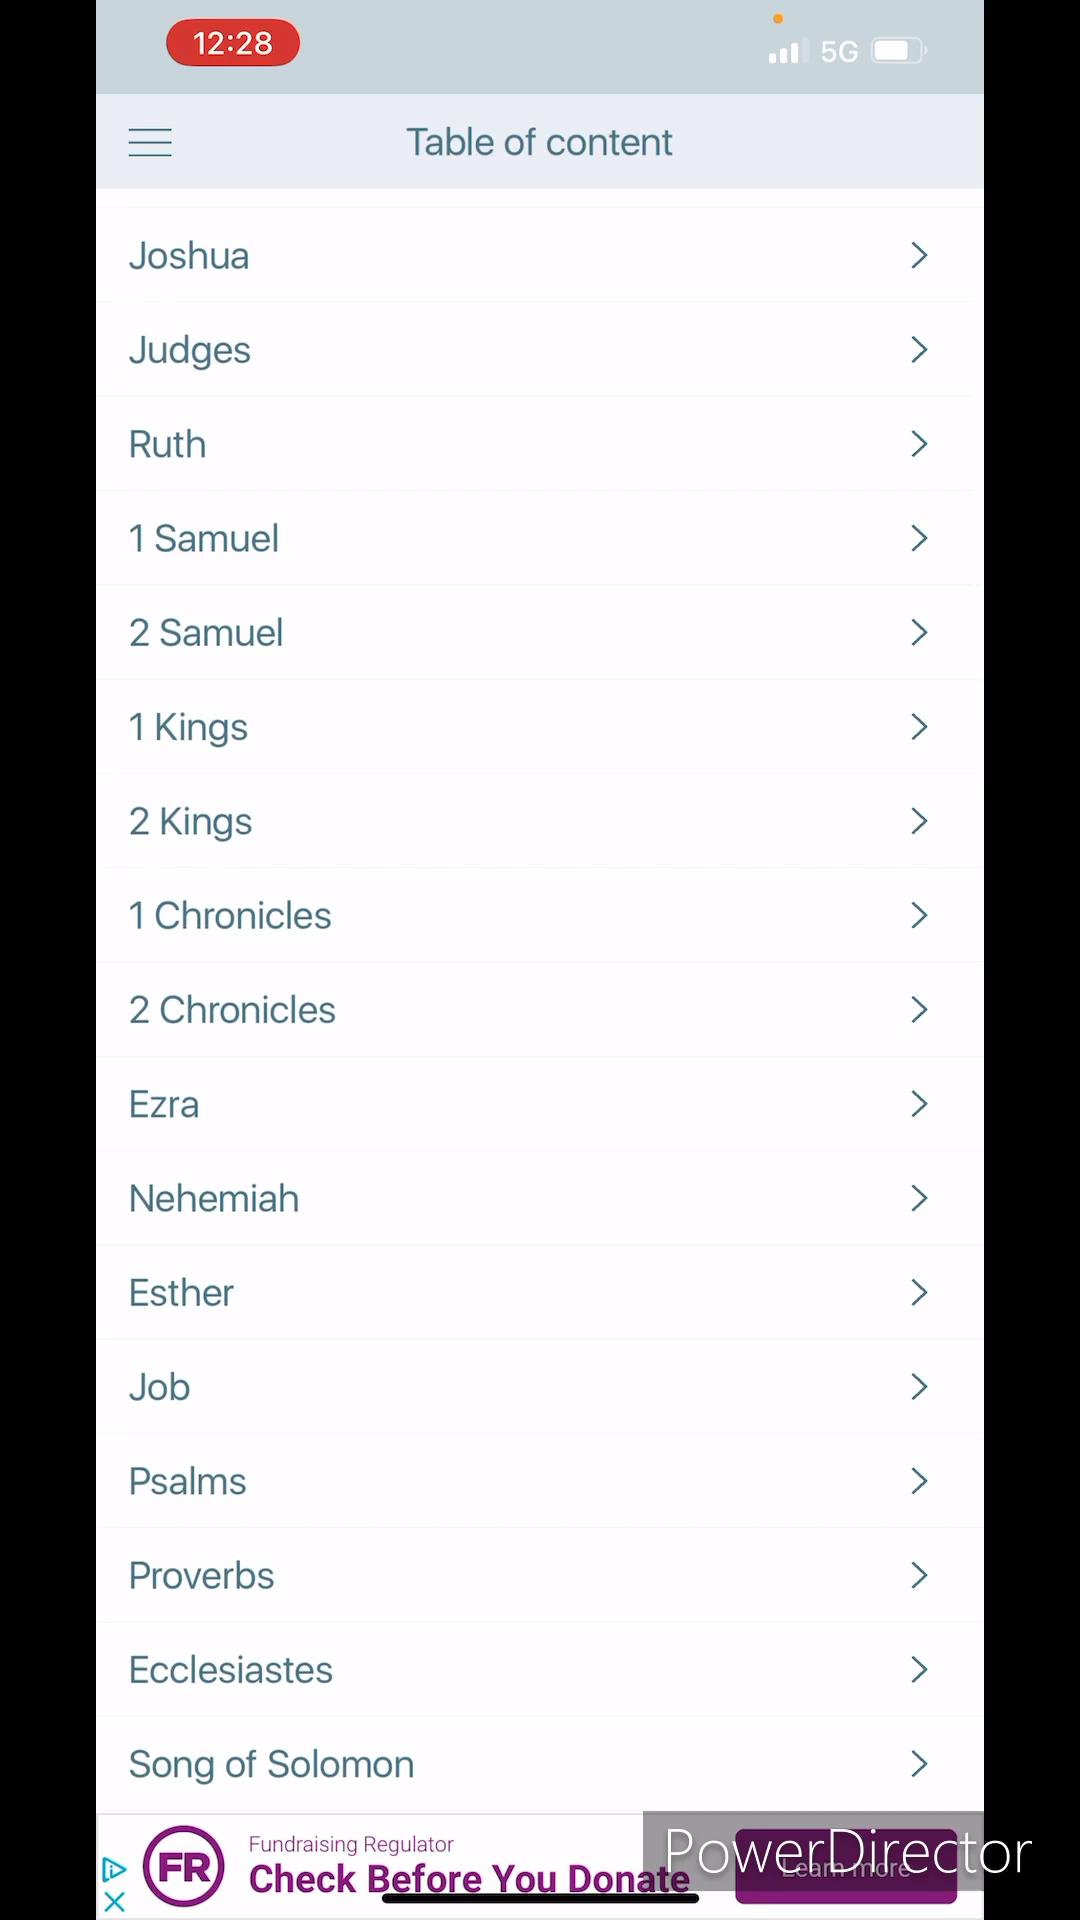 12:28
5G
Table of content
Joshua
Judges
Ruth
1 Samuel
2 Samuel
1 Kings
2 Kings
1 Chronicles
2 Chronicles
Ezra
Nehemiah
Esther
Job
Psalms
Proverbs
Ecclesiastes
Song of Solomon
FR
Fundraising Regulator
Check Before You Donate
Learn more
PowerDirector